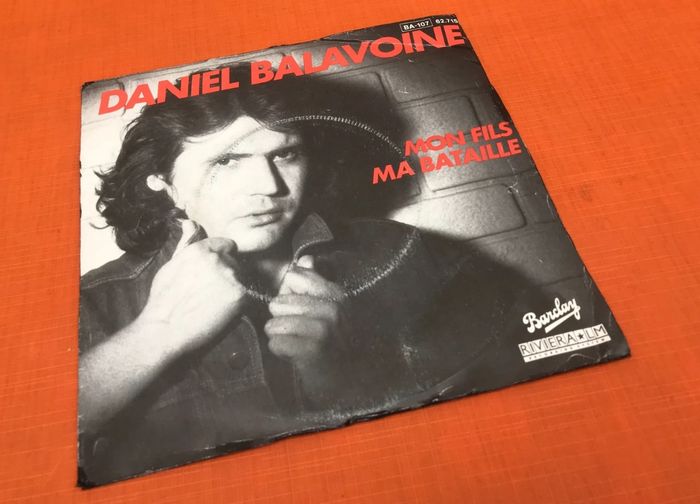 BA-107 62.715
DANIEL BALAVOINE
MON FILS
MA BATAILLE
Barclay
RIVIERA★LM